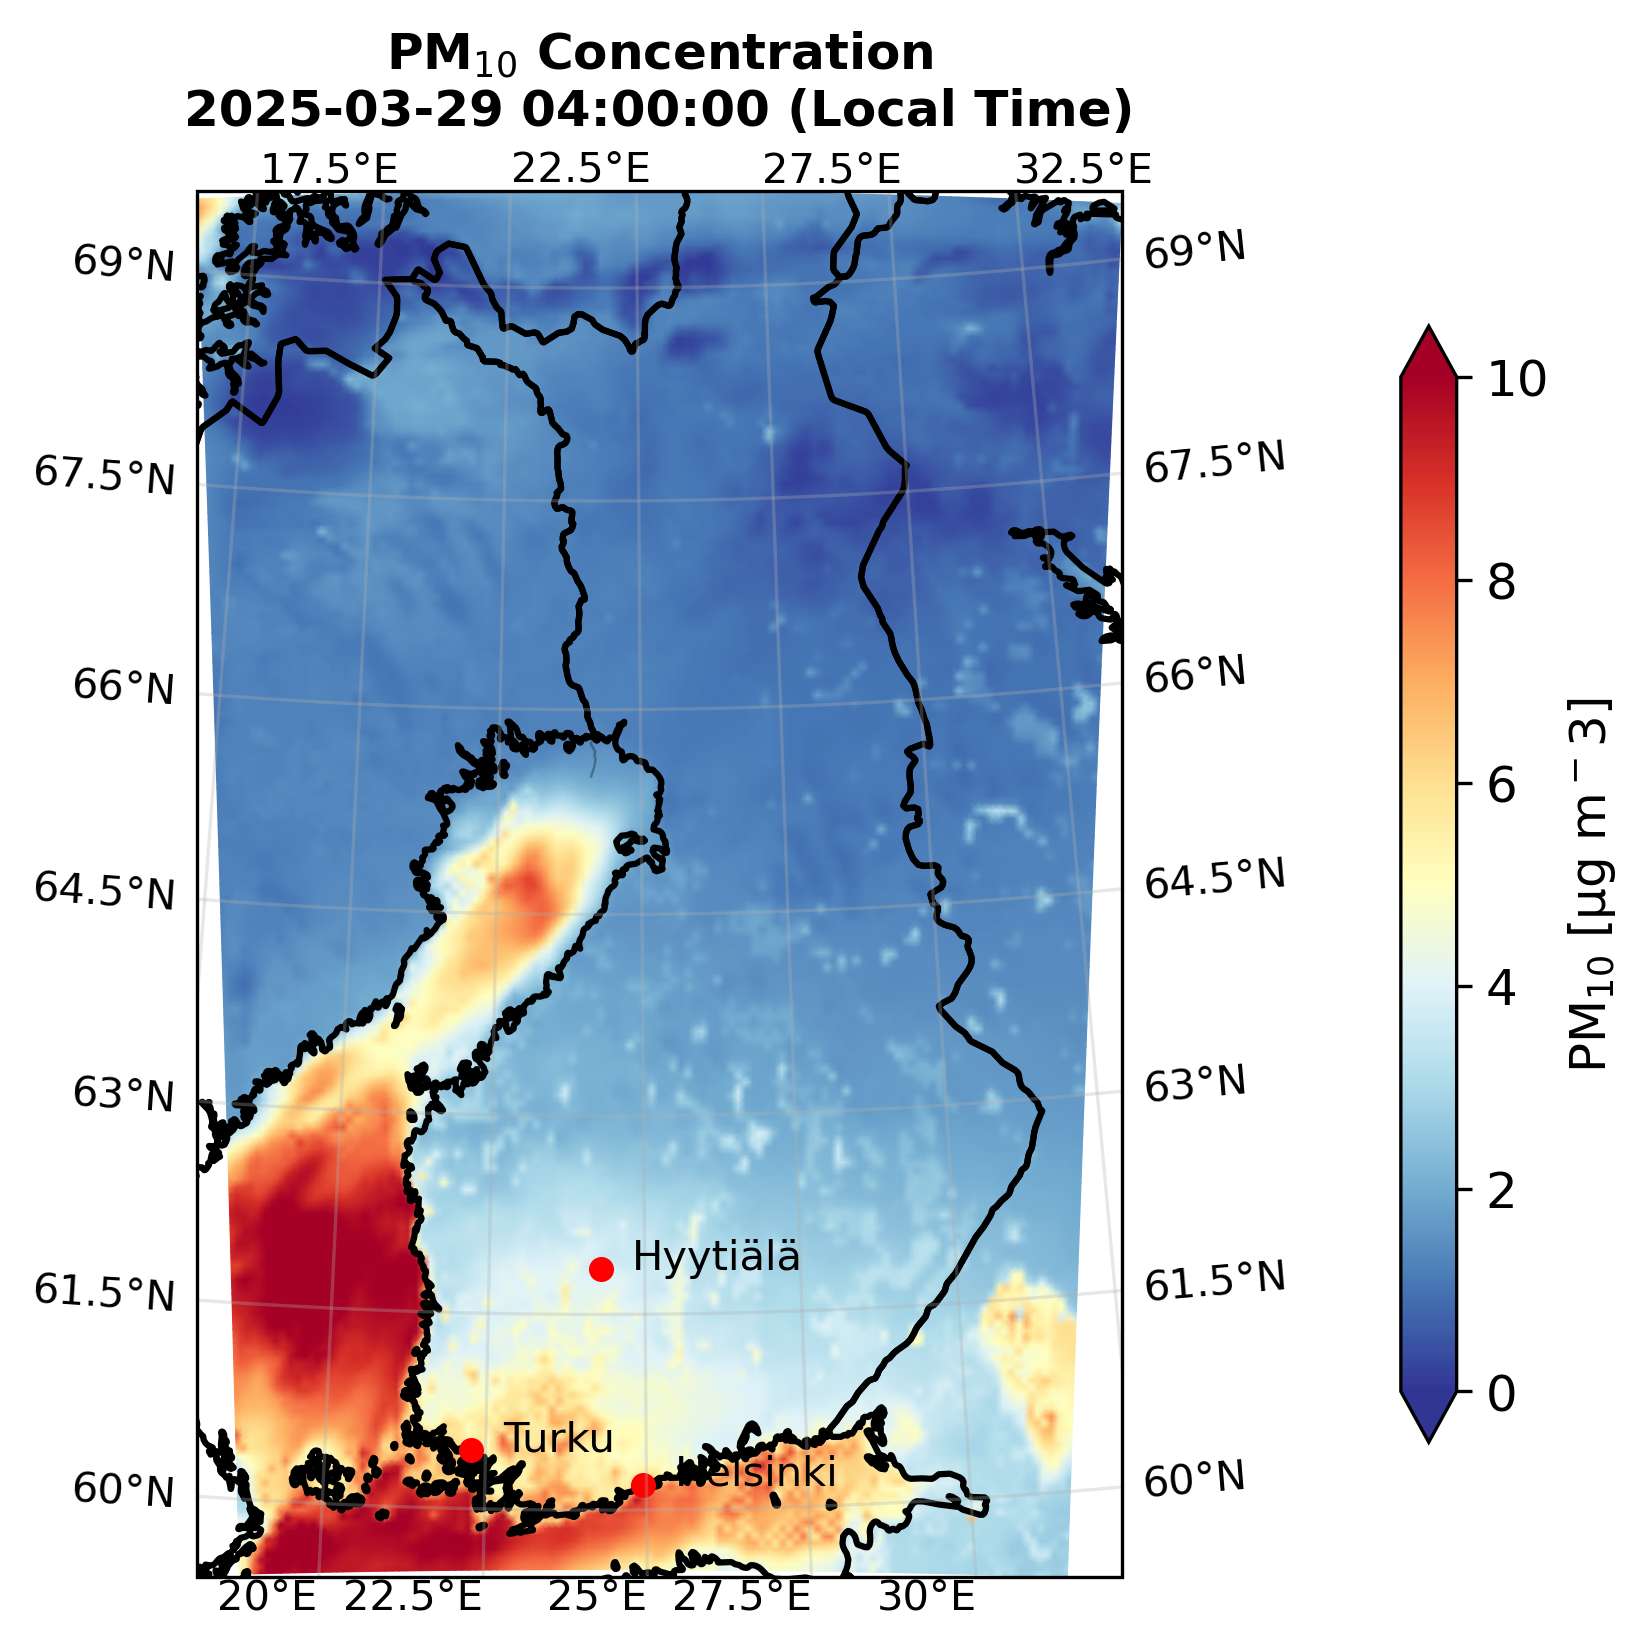 PM₁₀ Concentration
2025-03-29 04:00:00 (Local Time)
17.5°E 22.5°E 27.5°E 32.5°E
69°N 69°N
67.5°N 67.5°N
66°N 66°N
64.5°N 64.5°N
63°N 63°N
61.5°N 61.5°N
60°N 60°N
Hyytiälä
Turku
Helsinki
20°E 22.5°E 25°E 27.5°E 30°E
10
8
6
4
2
0
PM₁₀ [µg m⁻ 3]